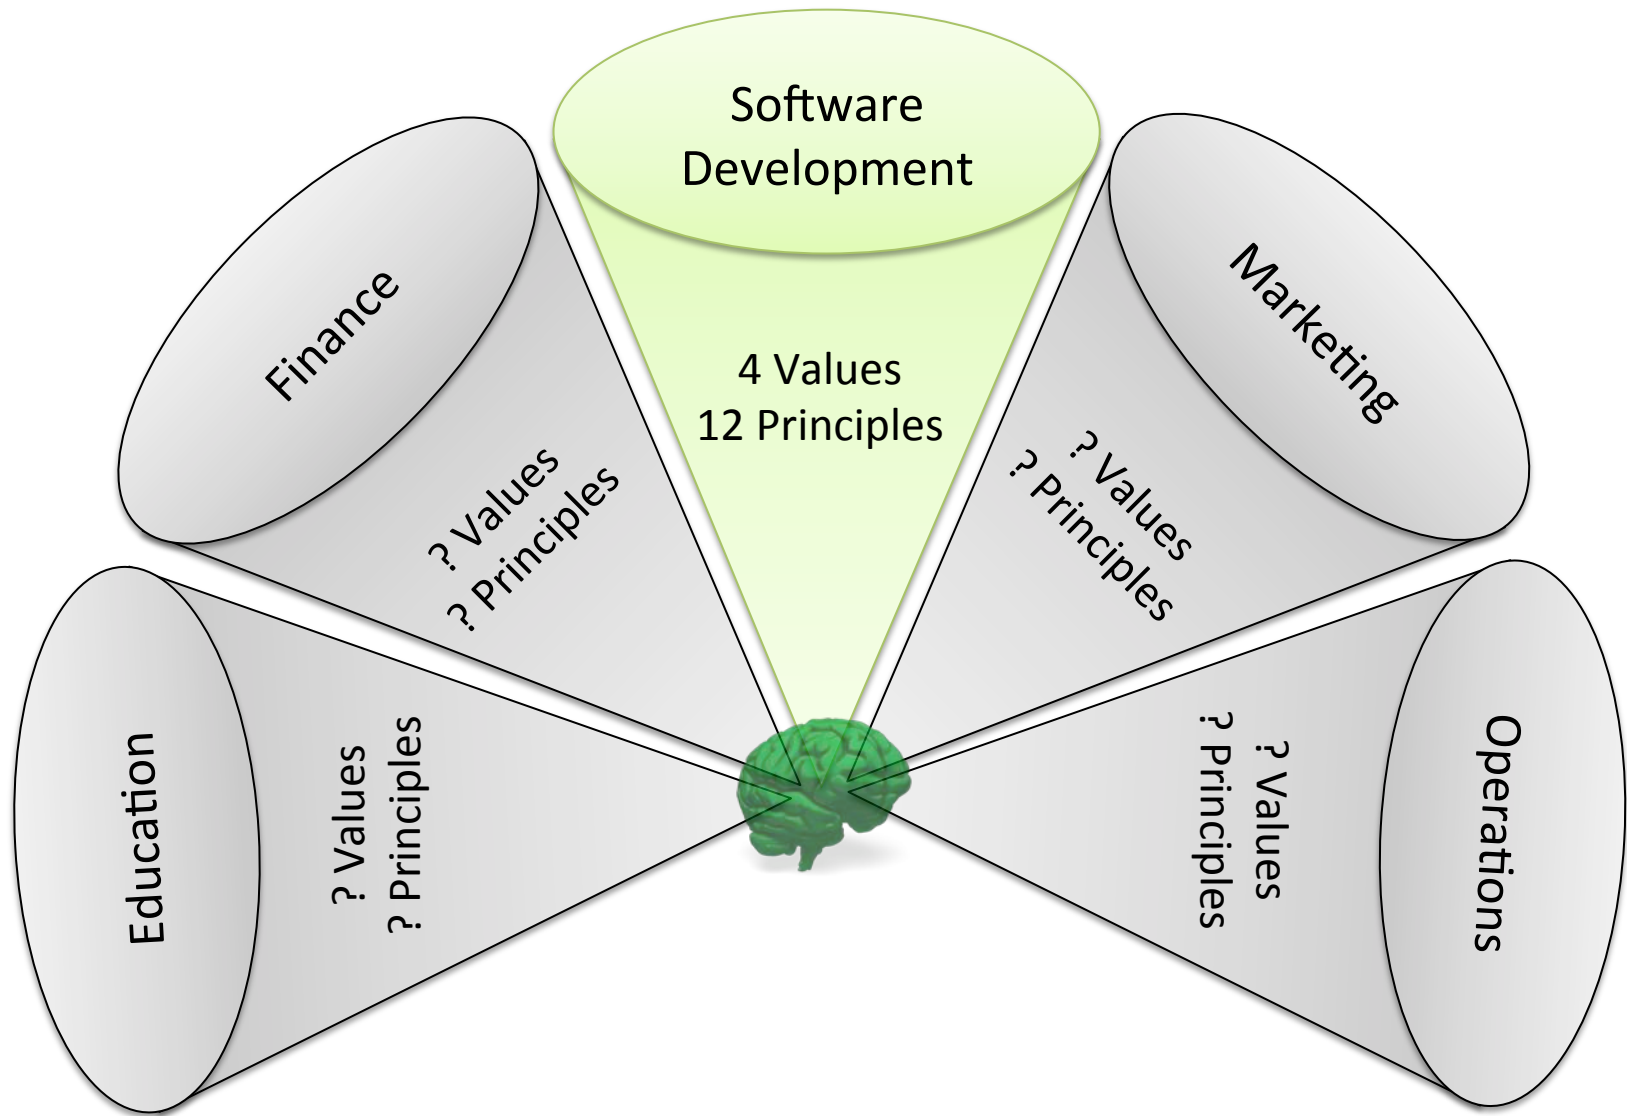 Software
Development
4 Values
12 Principles
Finance
? Values
? Principles
Marketing
? Values
? Principles
Education
? Values
? Principles
Operations
? Values
? Principles